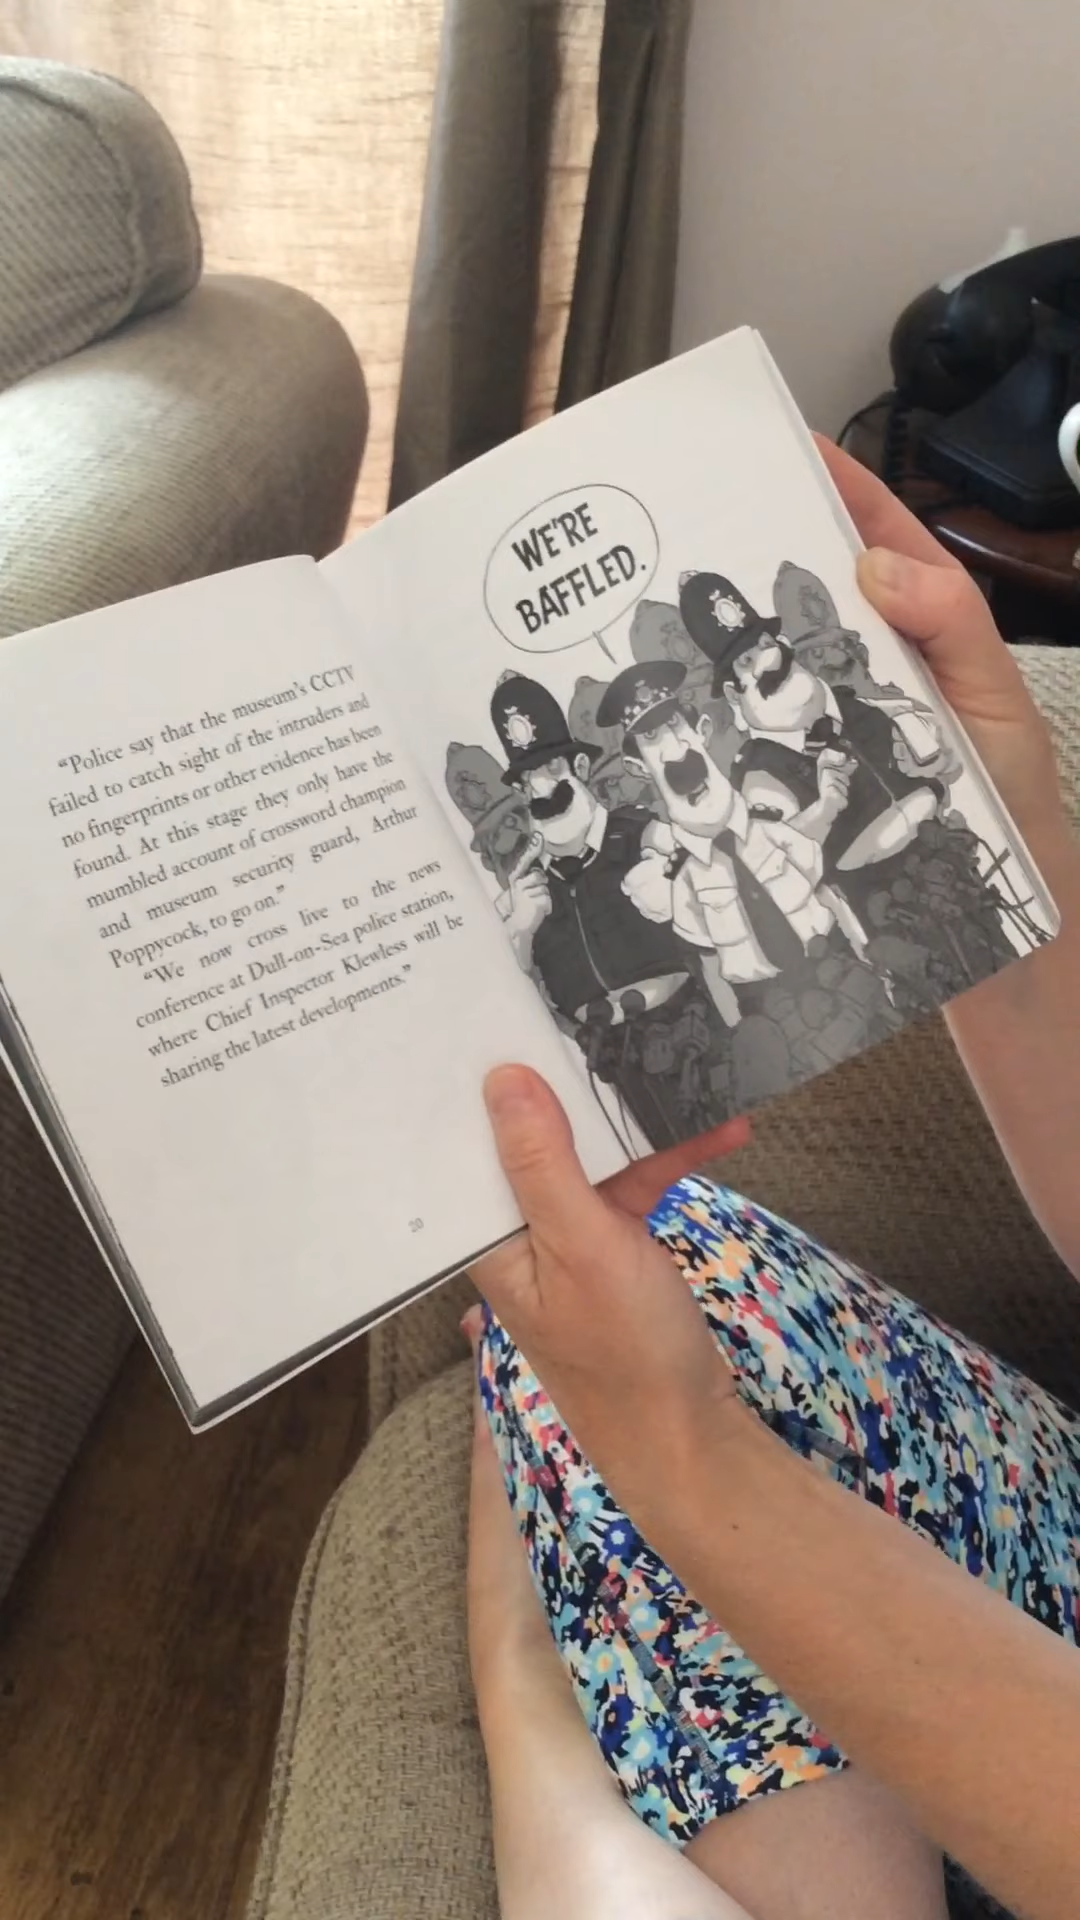 “Police say that the museum’s CCTV
failed to catch sight of the intruders and
no fingerprints or other evidence has been
found. At this stage they only have the
mumbled account of crossword champion
and museum security guard, Arthur
Poppycock, to go on.”
“We now cross live to the news
conference at Dull-on-Sea police station,
where Chief Inspector Klewless will be
sharing the latest developments.”
20
WE’RE
BAFFLED.